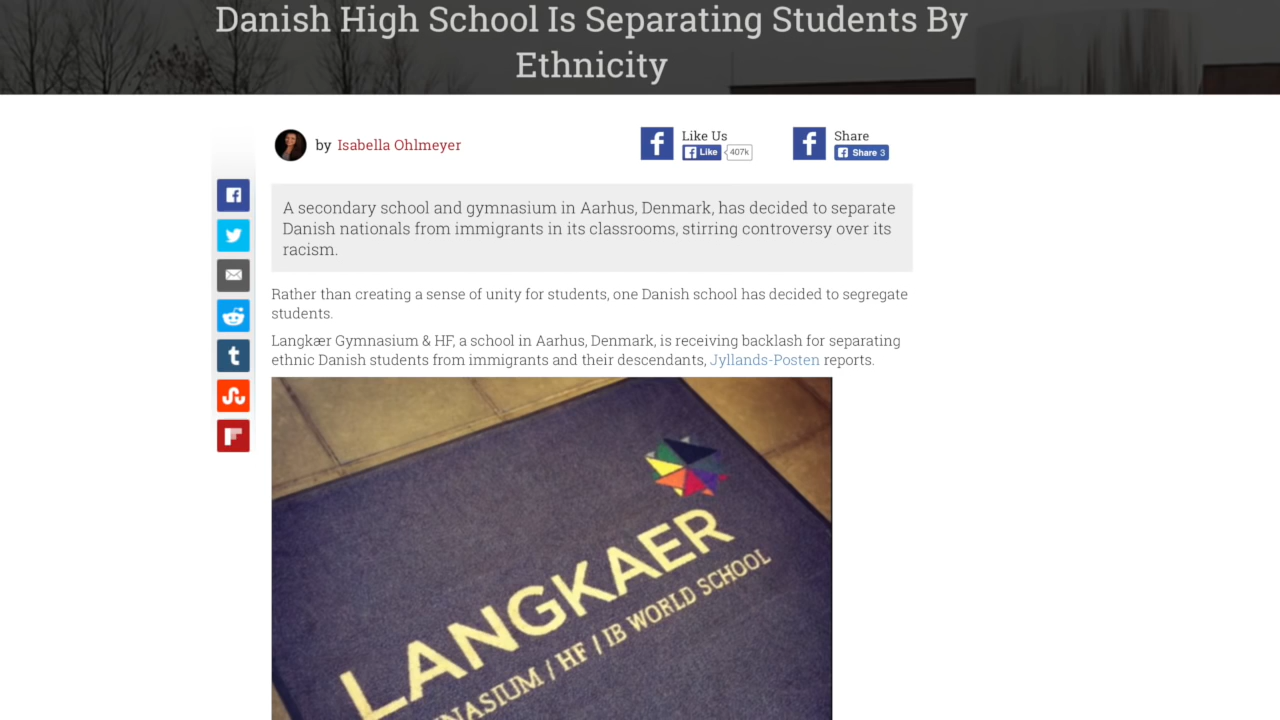 Danish High School Is Separating Students By
Ethnicity
by Isabella Ohlmeyer
Like Us
Like 407k
Share
Share 3
A secondary school and gymnasium in Aarhus, Denmark, has decided to separate
Danish nationals from immigrants in its classrooms, stirring controversy over its
racism.
Rather than creating a sense of unity for students, one Danish school has decided to segregate
students.
Langkær Gymnasium & HF, a school in Aarhus, Denmark, is receiving backlash for separating
ethnic Danish students from immigrants and their descendants, Jyllands-Posten reports.
LANGKAER
NASIUM / HF / IB WORLD SCHOOL